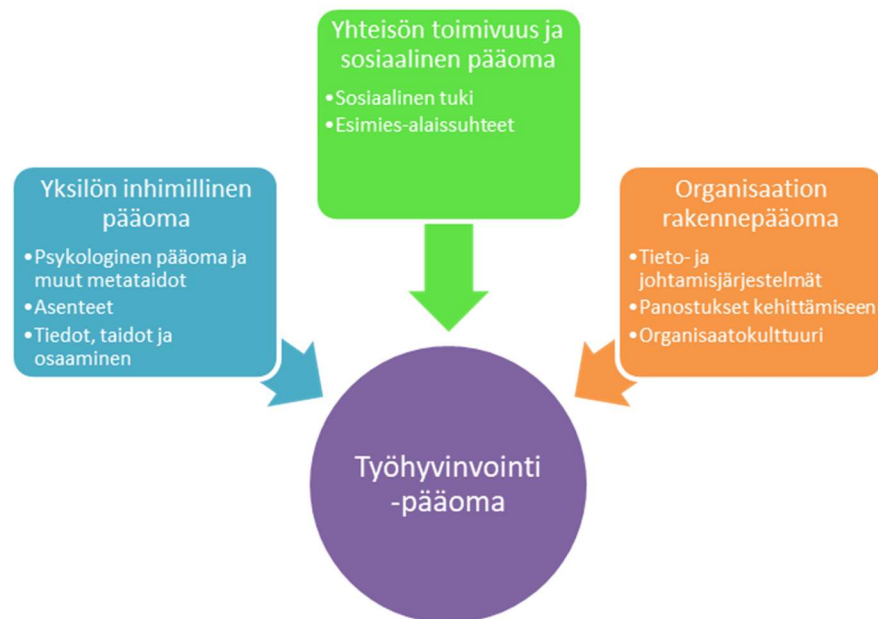 Yhteisön toimivuus ja
sosiaalinen pääoma
•Sosiaalinen tuki
•Esimies-alaissuhteet
Yksilön inhimillinen
pääoma
•Psykologinen pääoma ja
muut metataidot
•Asenteet
•Tiedot, taidot ja
osaaminen
Organisaation
rakennepääoma
•Tieto- ja
johtamisjärjestelmät
•Panostukset kehittämiseen
•Organisaatokulttuuri
Työhyvinvointi
-pääoma